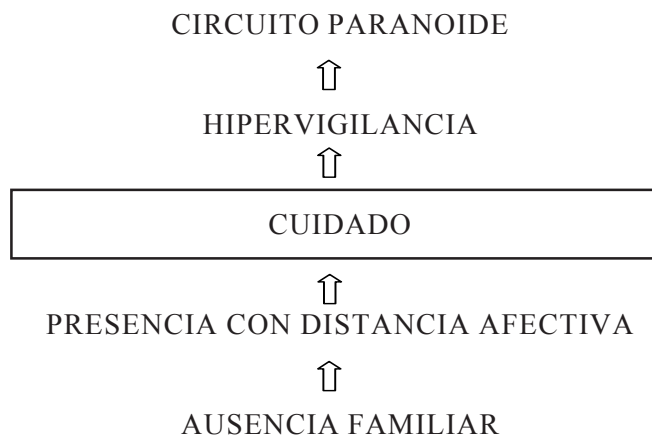 CIRCUITO PARANOIDE
HIPERVIGILANCIA
CUIDADO
PRESENCIA CON DISTANCIA AFECTIVA
AUSENCIA FAMILIAR